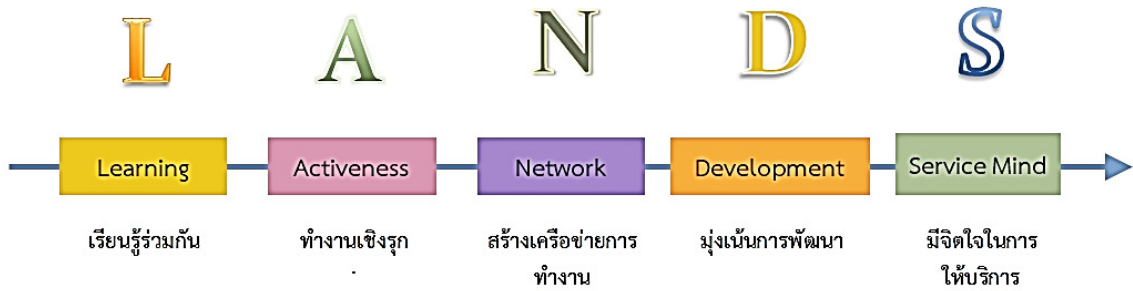 L A N D S
Learning Activeness Network Development Service Mind
เรียนรู้ร่วมกัน ทำงานเชิงรุก สร้างเครือข่ายการ มุ่งเน้นการพัฒนา มีจิตใจในการ
ทำงาน ให้บริการ